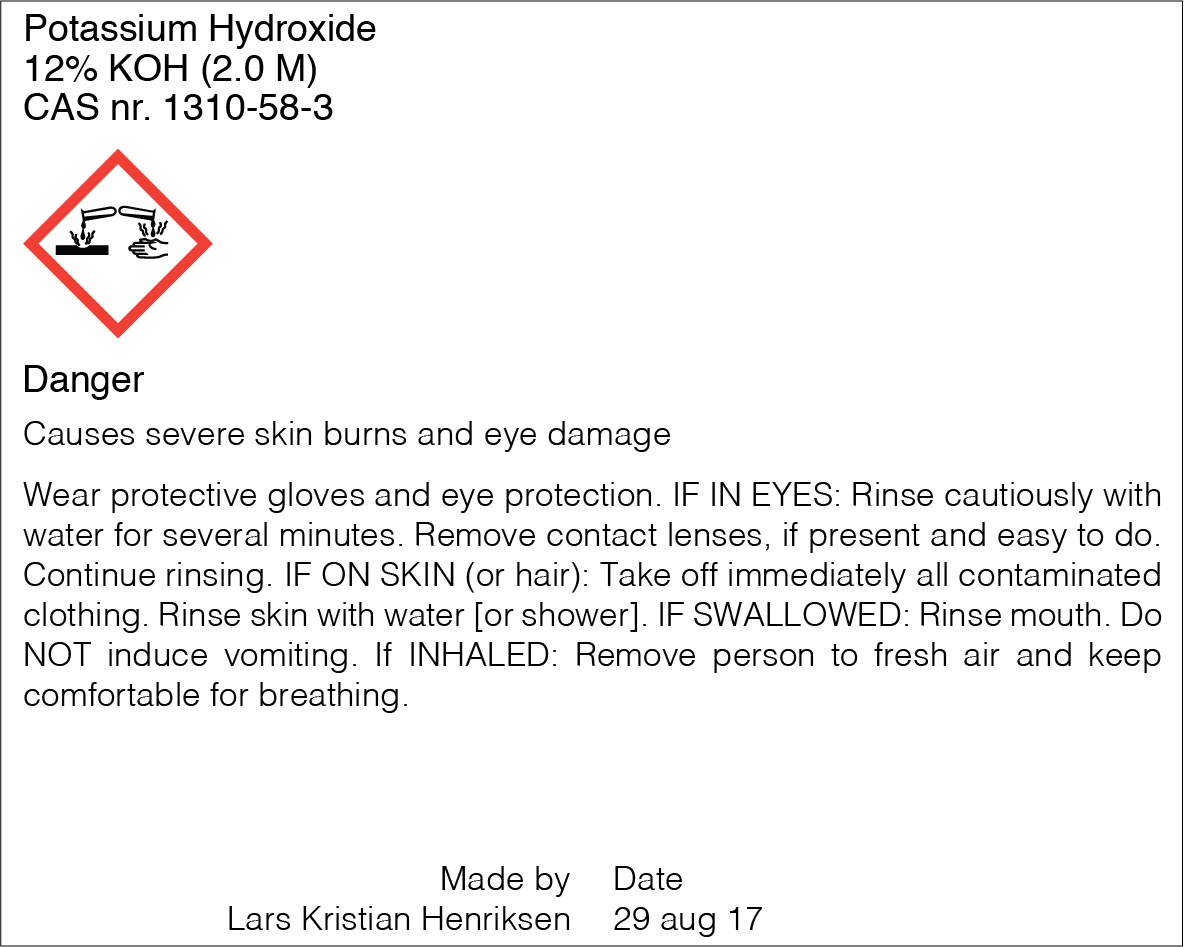 Potassium Hydroxide
12% KOH (2.0 M)
CAS nr. 1310-58-3
Danger
Causes severe skin burns and eye damage
Wear protective gloves and eye protection. IF IN EYES: Rinse cautiously with
water for several minutes. Remove contact lenses, if present and easy to do.
Continue rinsing. IF ON SKIN (or hair): Take off immediately all contaminated
clothing. Rinse skin with water [or shower]. IF SWALLOWED: Rinse mouth. Do
NOT induce vomiting. If INHALED: Remove person to fresh air and keep
comfortable for breathing.
Made by Date
Lars Kristian Henriksen 29 aug 17